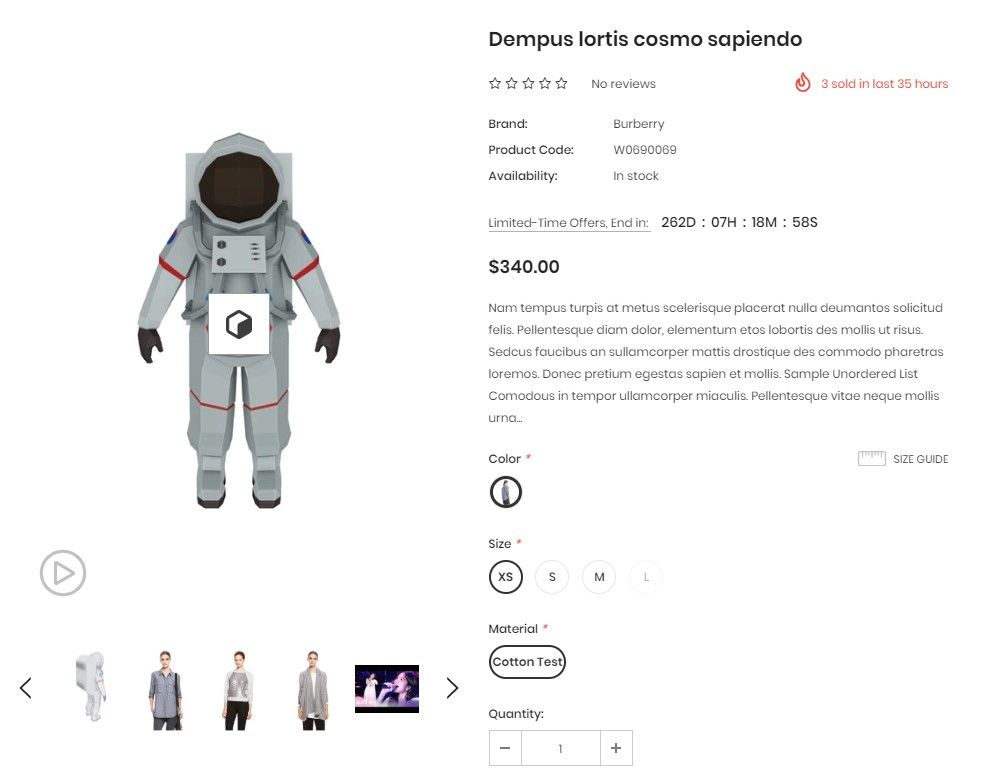 Dempus lortis cosmo sapiendo
No reviews
3 sold in last 35 hours
Brand: Burberry
Product Code: W0690069
Availability: In stock
Limited-Time Offers, End in: 262D : 07H : 18M : 58S
$340.00
Nam tempus turpis at metus scelerisque placerat nulla deumantos solicitud
felis. Pellentesque diam dolor, elementum etos lobortis des mollis ut risus.
Sedcus faucibus an sullamcorper mattis drostique des commodo pharetras
loremos. Donec pretium egestas sapien et mollis. Sample Unordered List
Comodous in tempor ullamcorper miaculis. Pellentesque vitae neque mollis
urna...
Color *
SIZE GUIDE
Size *
XS S M L
Material *
Cotton Test
Quantity:
− 1 +